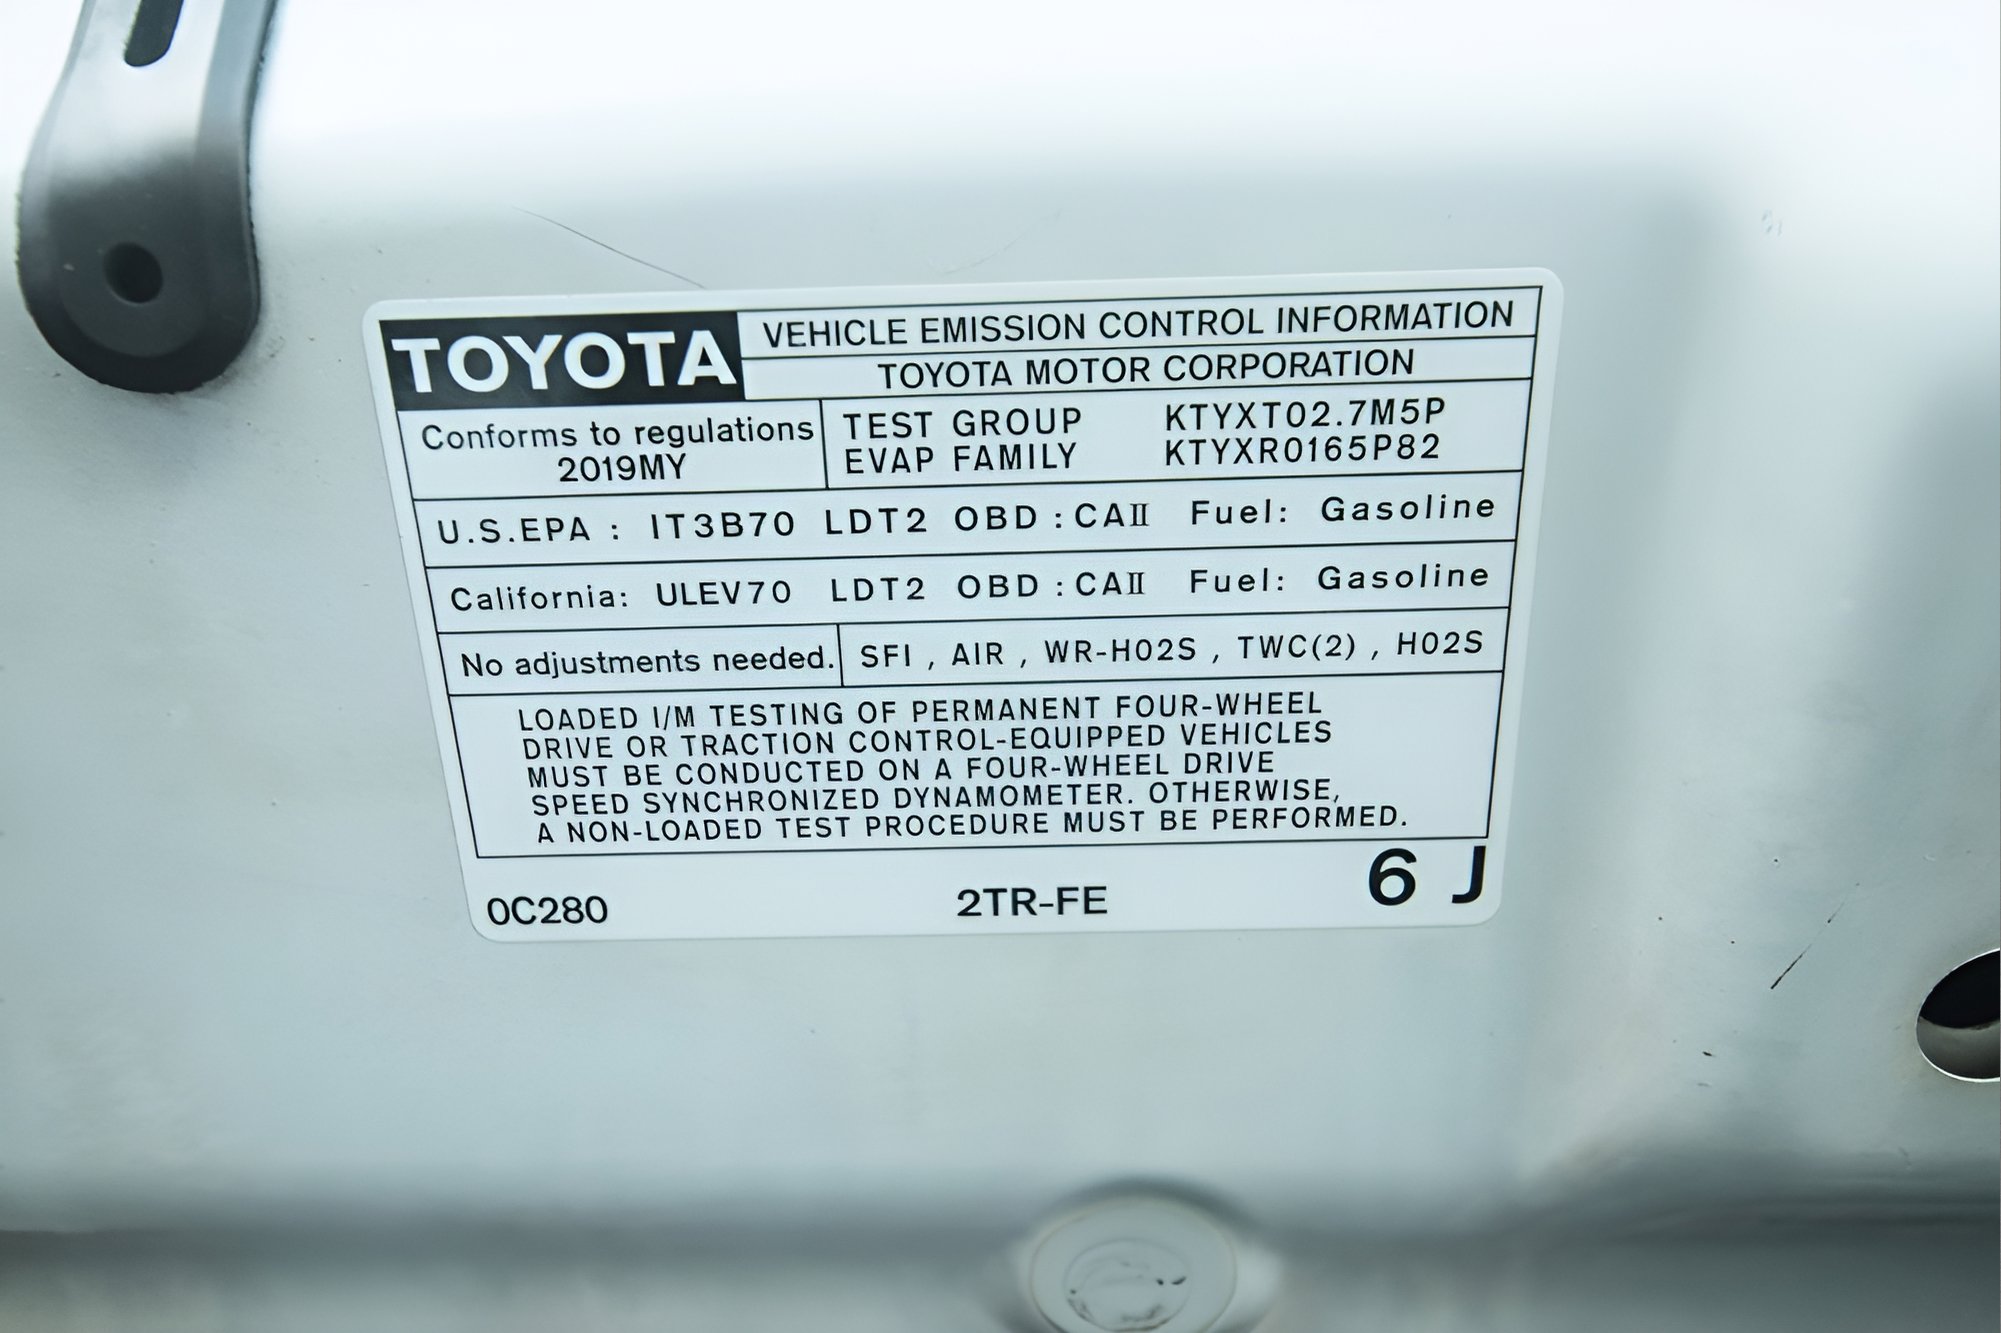 TOYOTA
VEHICLE EMISSION CONTROL INFORMATION
TOYOTA MOTOR CORPORATION
Conforms to regulations
2019MY
TEST GROUP KTYXT02.7M5P
EVAP FAMILY KTYXR0165P82
U.S.EPA : IT3B70 LDT2 OBD : CAⅡ Fuel: Gasoline
California: ULEV70 LDT2 OBD : CAⅡ Fuel: Gasoline
No adjustments needed.
SFI , AIR , WR-HO2S , TWC(2) , HO2S
LOADED I/M TESTING OF PERMANENT FOUR-WHEEL
DRIVE OR TRACTION CONTROL-EQUIPPED VEHICLES
MUST BE CONDUCTED ON A FOUR-WHEEL DRIVE
SPEED SYNCHRONIZED DYNAMOMETER. OTHERWISE,
A NON-LOADED TEST PROCEDURE MUST BE PERFORMED.
0C280 2TR-FE 6 J